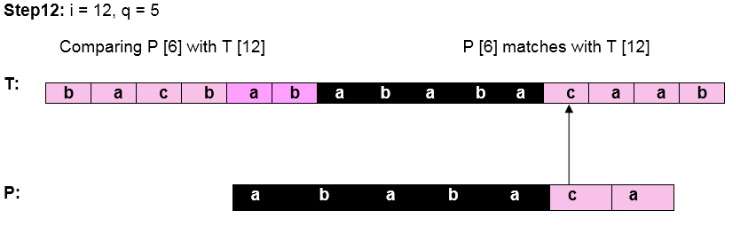 Step12: i = 12, q = 5
Comparing P [6] with T [12] P [6] matches with T [12]
T: b a c b a b a b a b a c a a b
P: a b a b a c a